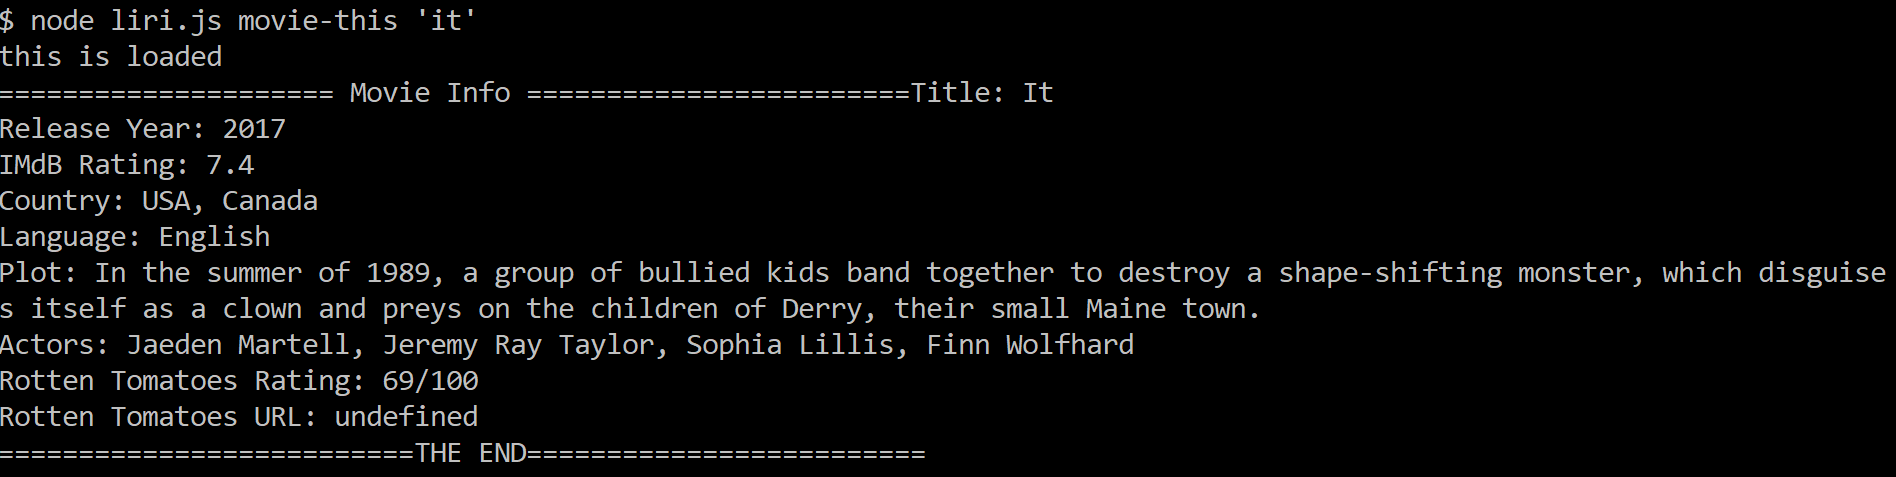 $ node liri.js movie-this 'it'
this is loaded
===================== Movie Info ========================Title: It
Release Year: 2017
IMdB Rating: 7.4
Country: USA, Canada
Language: English
Plot: In the summer of 1989, a group of bullied kids band together to destroy a shape-shifting monster, which disguise
s itself as a clown and preys on the children of Derry, their small Maine town.
Actors: Jaeden Martell, Jeremy Ray Taylor, Sophia Lillis, Finn Wolfhard
Rotten Tomatoes Rating: 69/100
Rotten Tomatoes URL: undefined
==========================THE END=========================